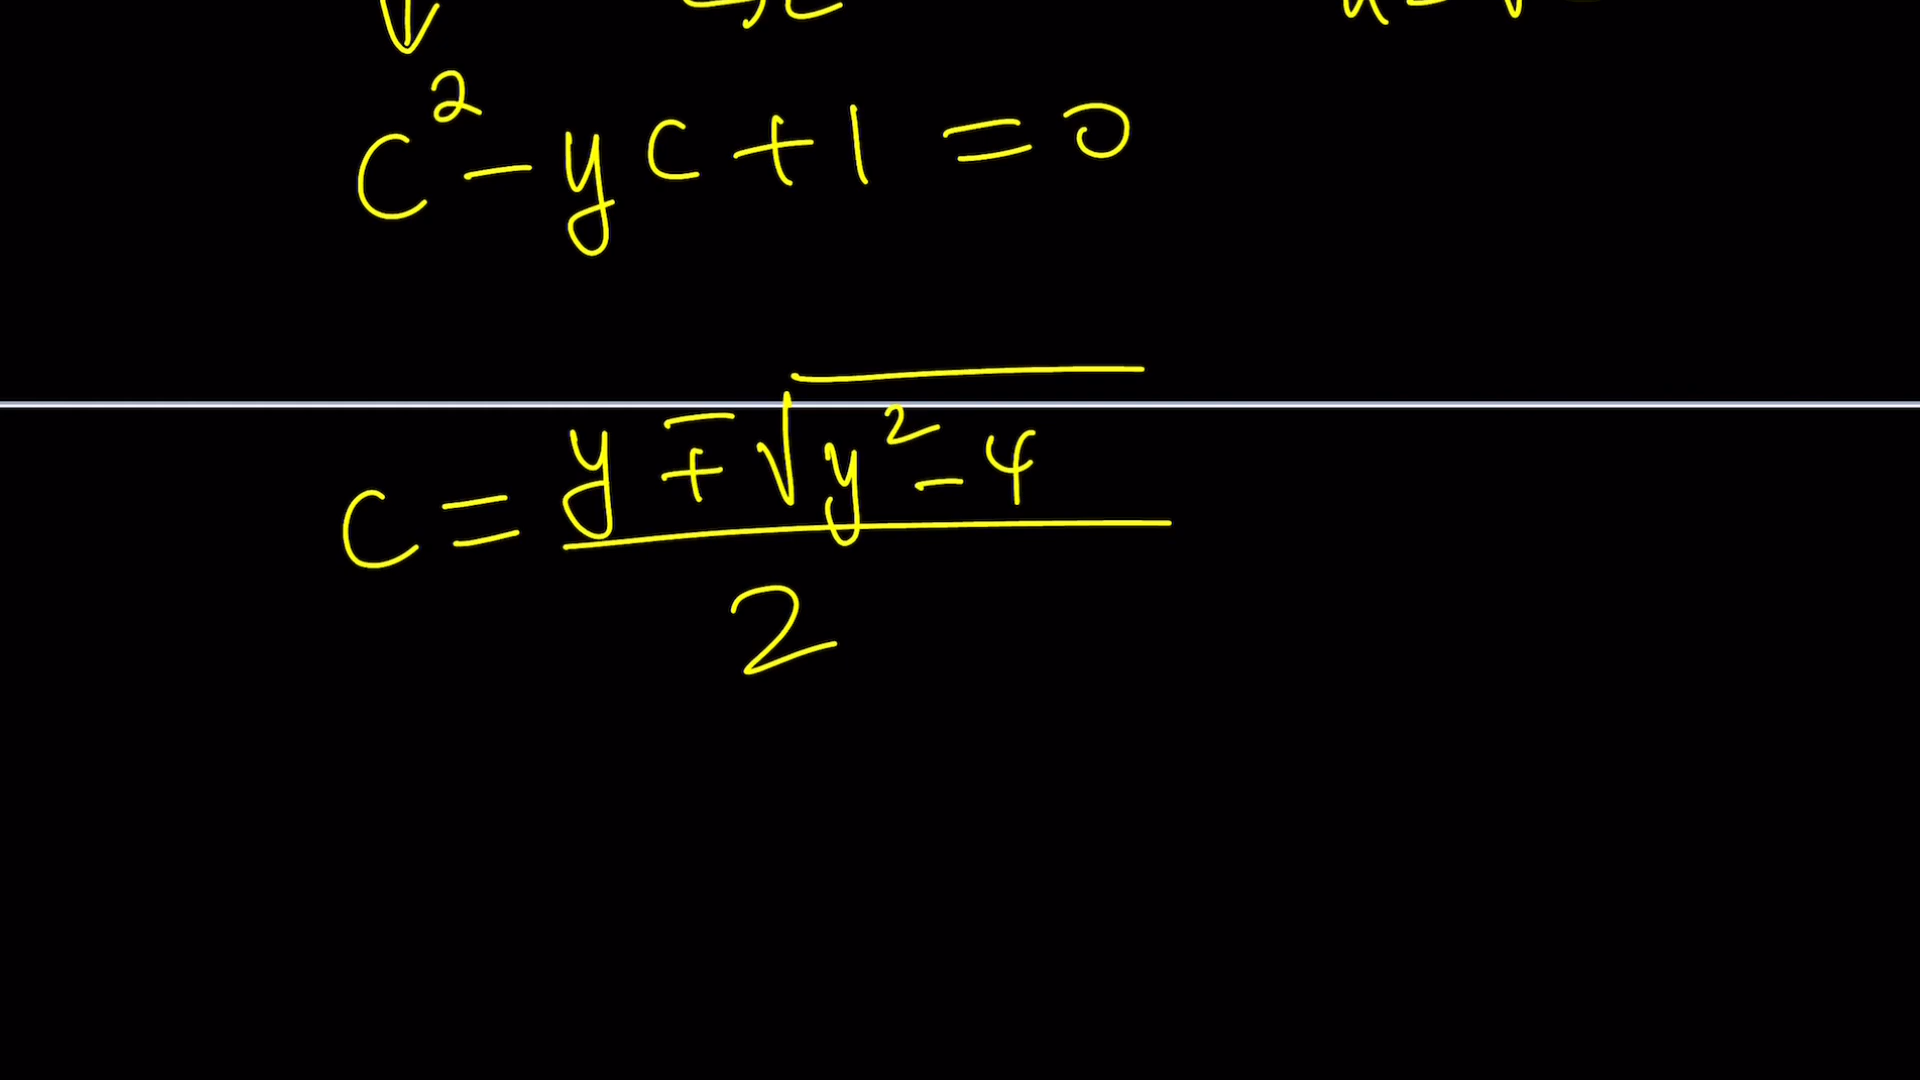 c² - yc + 1 = 0
c = (y ∓ √(y² - 4)) / 2